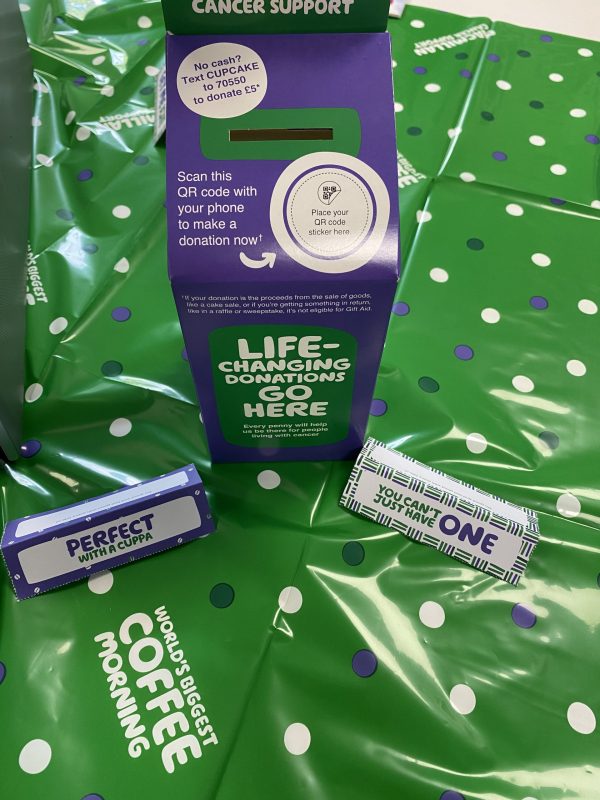 CANCER SUPPORT
No cash?
Text CUPCAKE
to 70550
to donate £5*
Scan this
QR code with
your phone
to make a
donation now†
Place your
QR code
sticker here.
†If your donation is the proceeds from the sale of goods,
like a cake sale, or if you're getting something in return,
like in a raffle or sweepstake, it's not eligible for Gift Aid.
LIFE-
CHANGING
DONATIONS
GO
HERE
Every penny will help
us be there for people
living with cancer
PERFECT
WITH A CUPPA
YOU CAN'T
JUST HAVE
ONE
WORLD'S BIGGEST
COFFEE
MORNING
MACMILLAN
CANCER SUPPORT